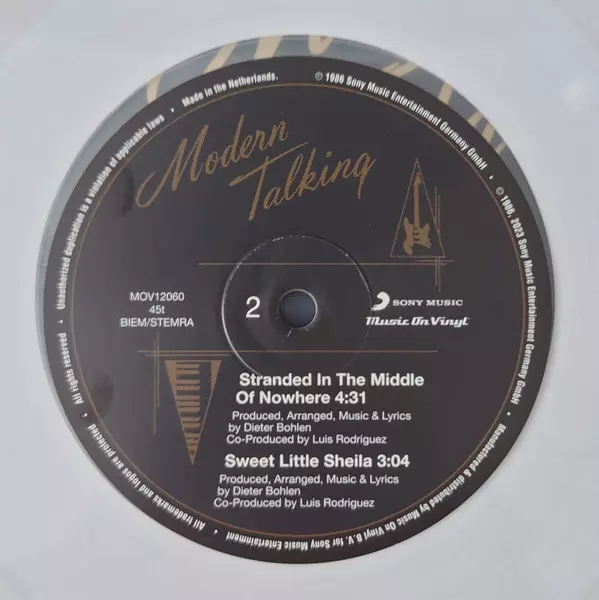 Modern
Talking
MOV12060
45t
BIEM/STEMRA
2
SONY MUSIC
Music On Vinyl
Stranded In The Middle
Of Nowhere 4:31
Produced, Arranged, Music & Lyrics
by Dieter Bohlen
Co-Produced by Luis Rodriguez
Sweet Little Sheila 3:04
Produced, Arranged, Music & Lyrics
by Dieter Bohlen
Co-Produced by Luis Rodriguez
℗ 1986 Sony Music Entertainment Germany GmbH • © 1986, 2023 Sony Music Entertainment Germany GmbH • Manufactured & distributed by Music On Vinyl B.V. for Sony Music Entertainment • All trademarks and logos are protected • All rights reserved • Unauthorized duplication is a violation of applicable laws • Made in the Netherlands.